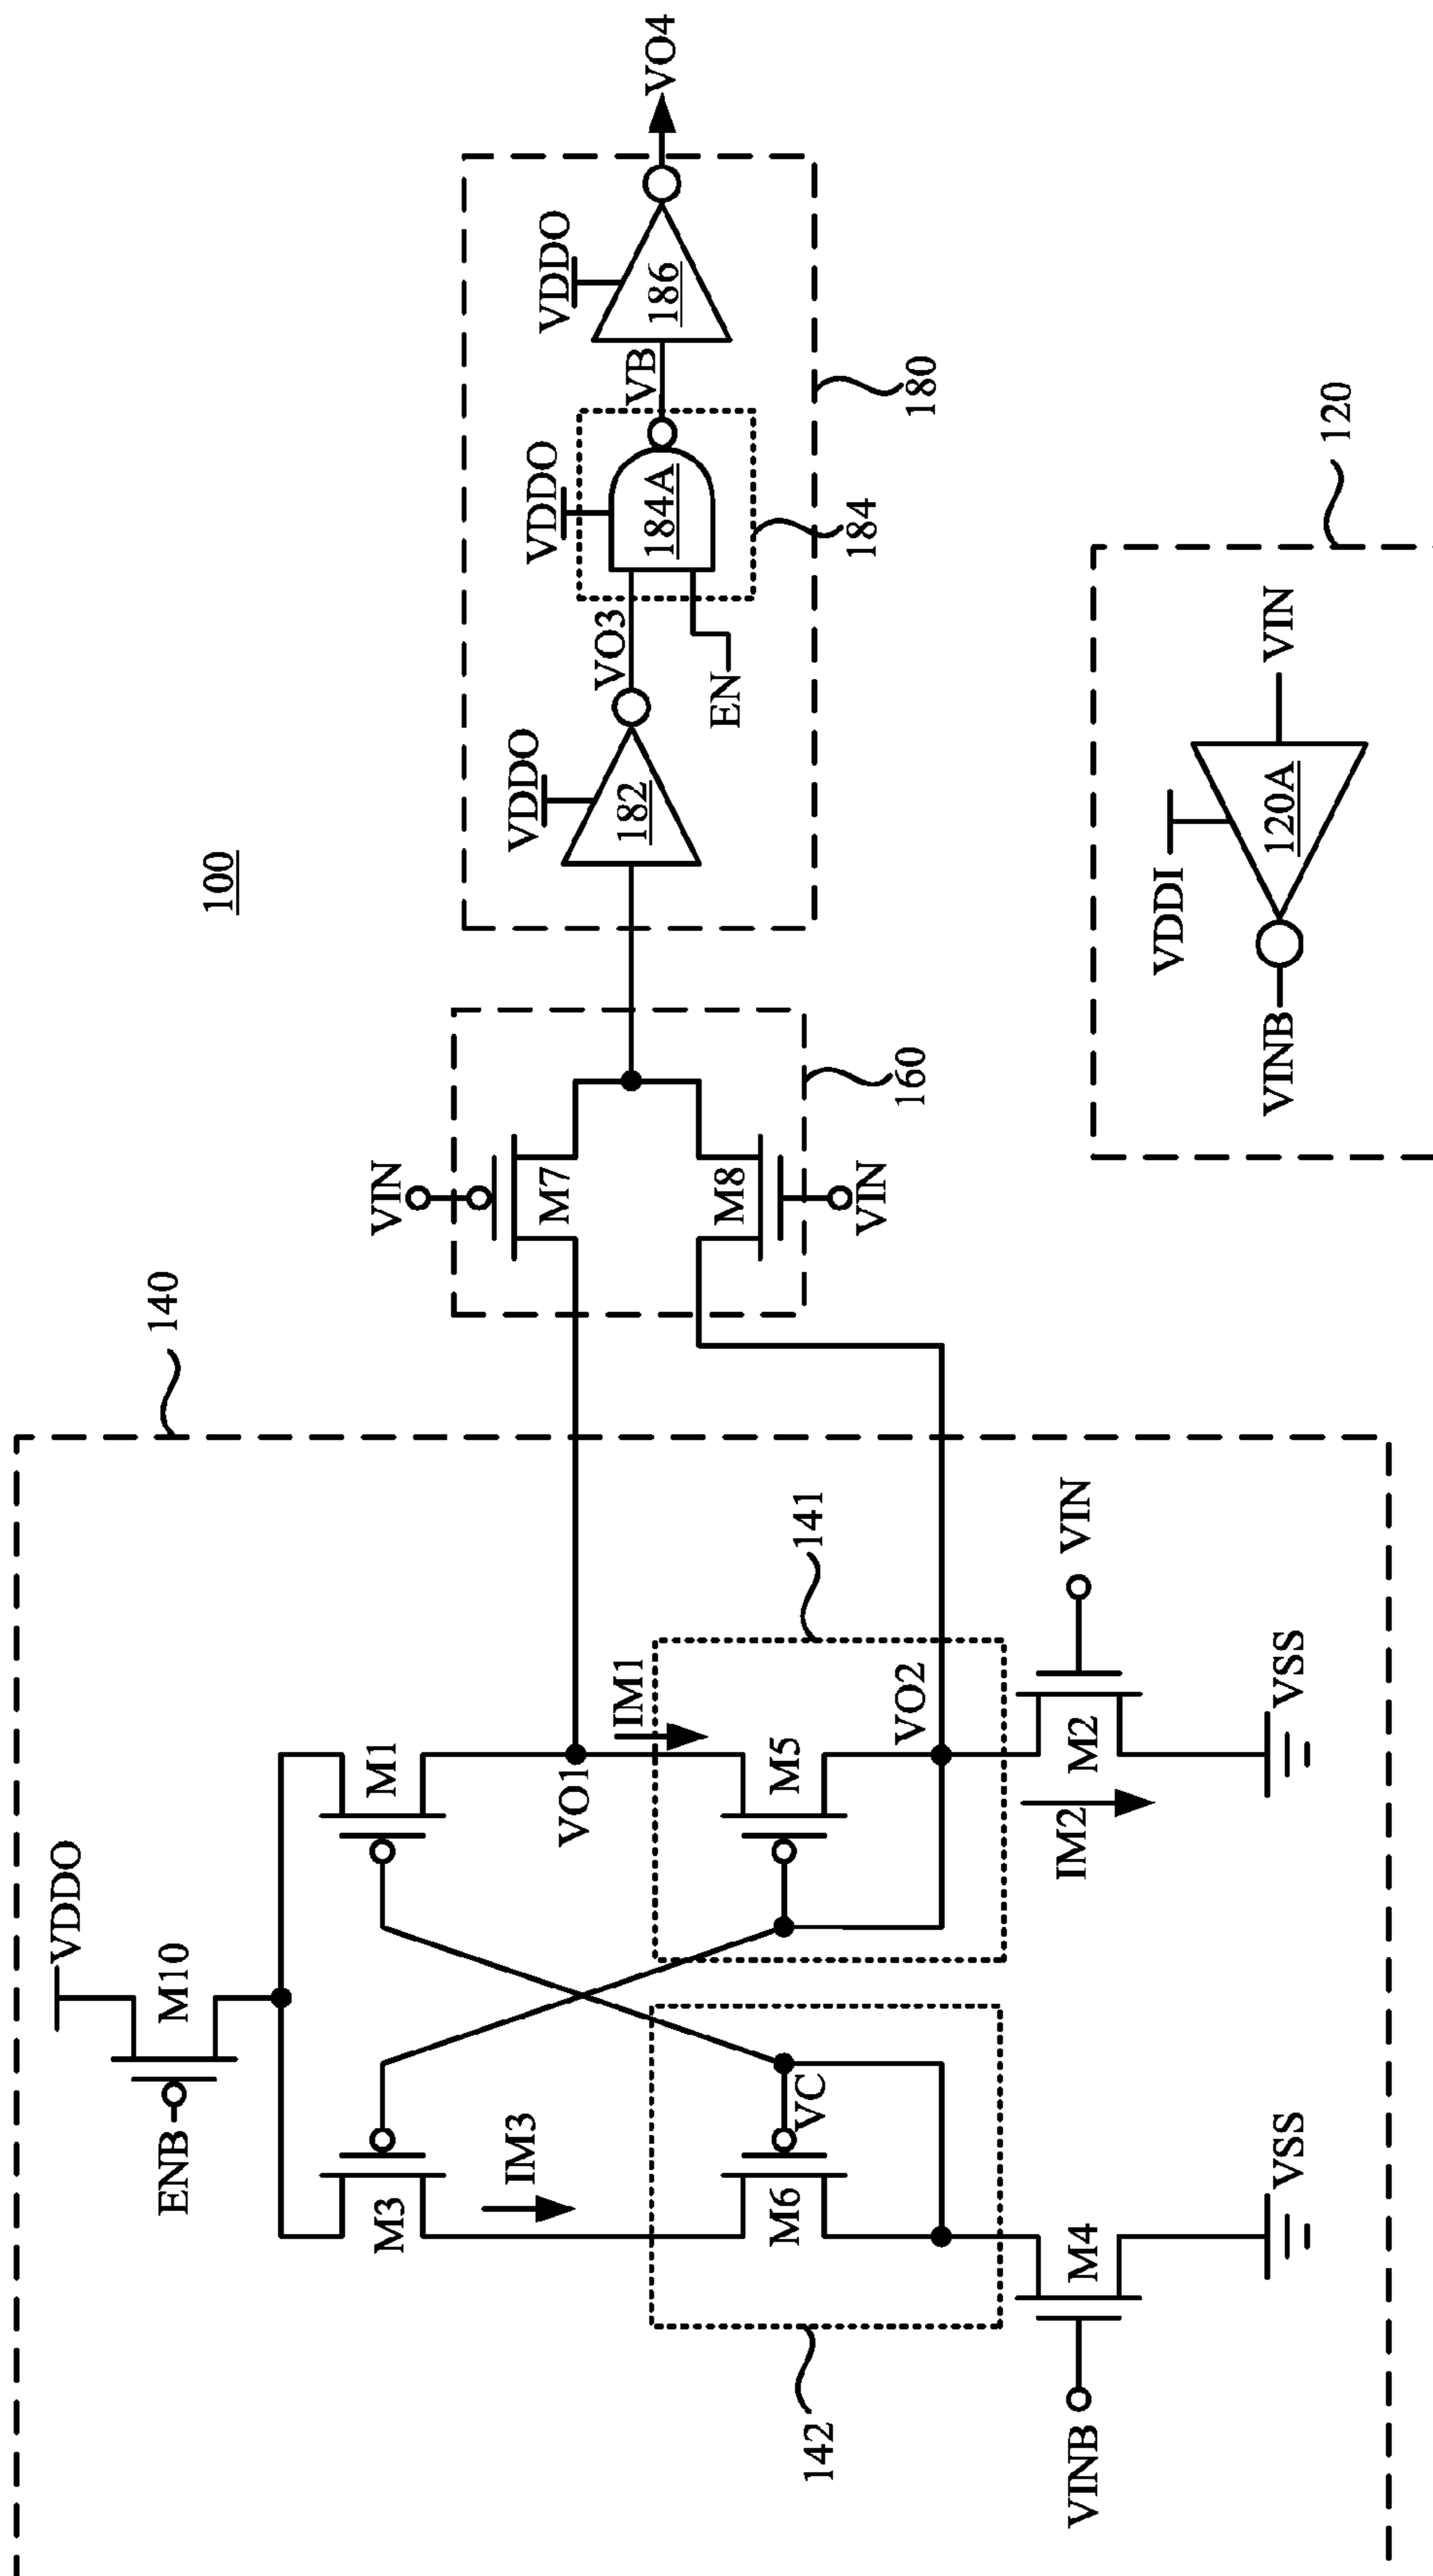 100
140
VDDO
ENB
M10
M3
M1
IM3
VO1
IM1
141
142
M6
VC
M5
VO2
VINB
M4
VSS
IM2
M2
VIN
VSS
VIN
M7
M8
VIN
160
VDDO
182
VO3
EN
VDDO
184A
184
VB
VDDO
186
VO4
180
120
VDDI
VINB
120A
VIN